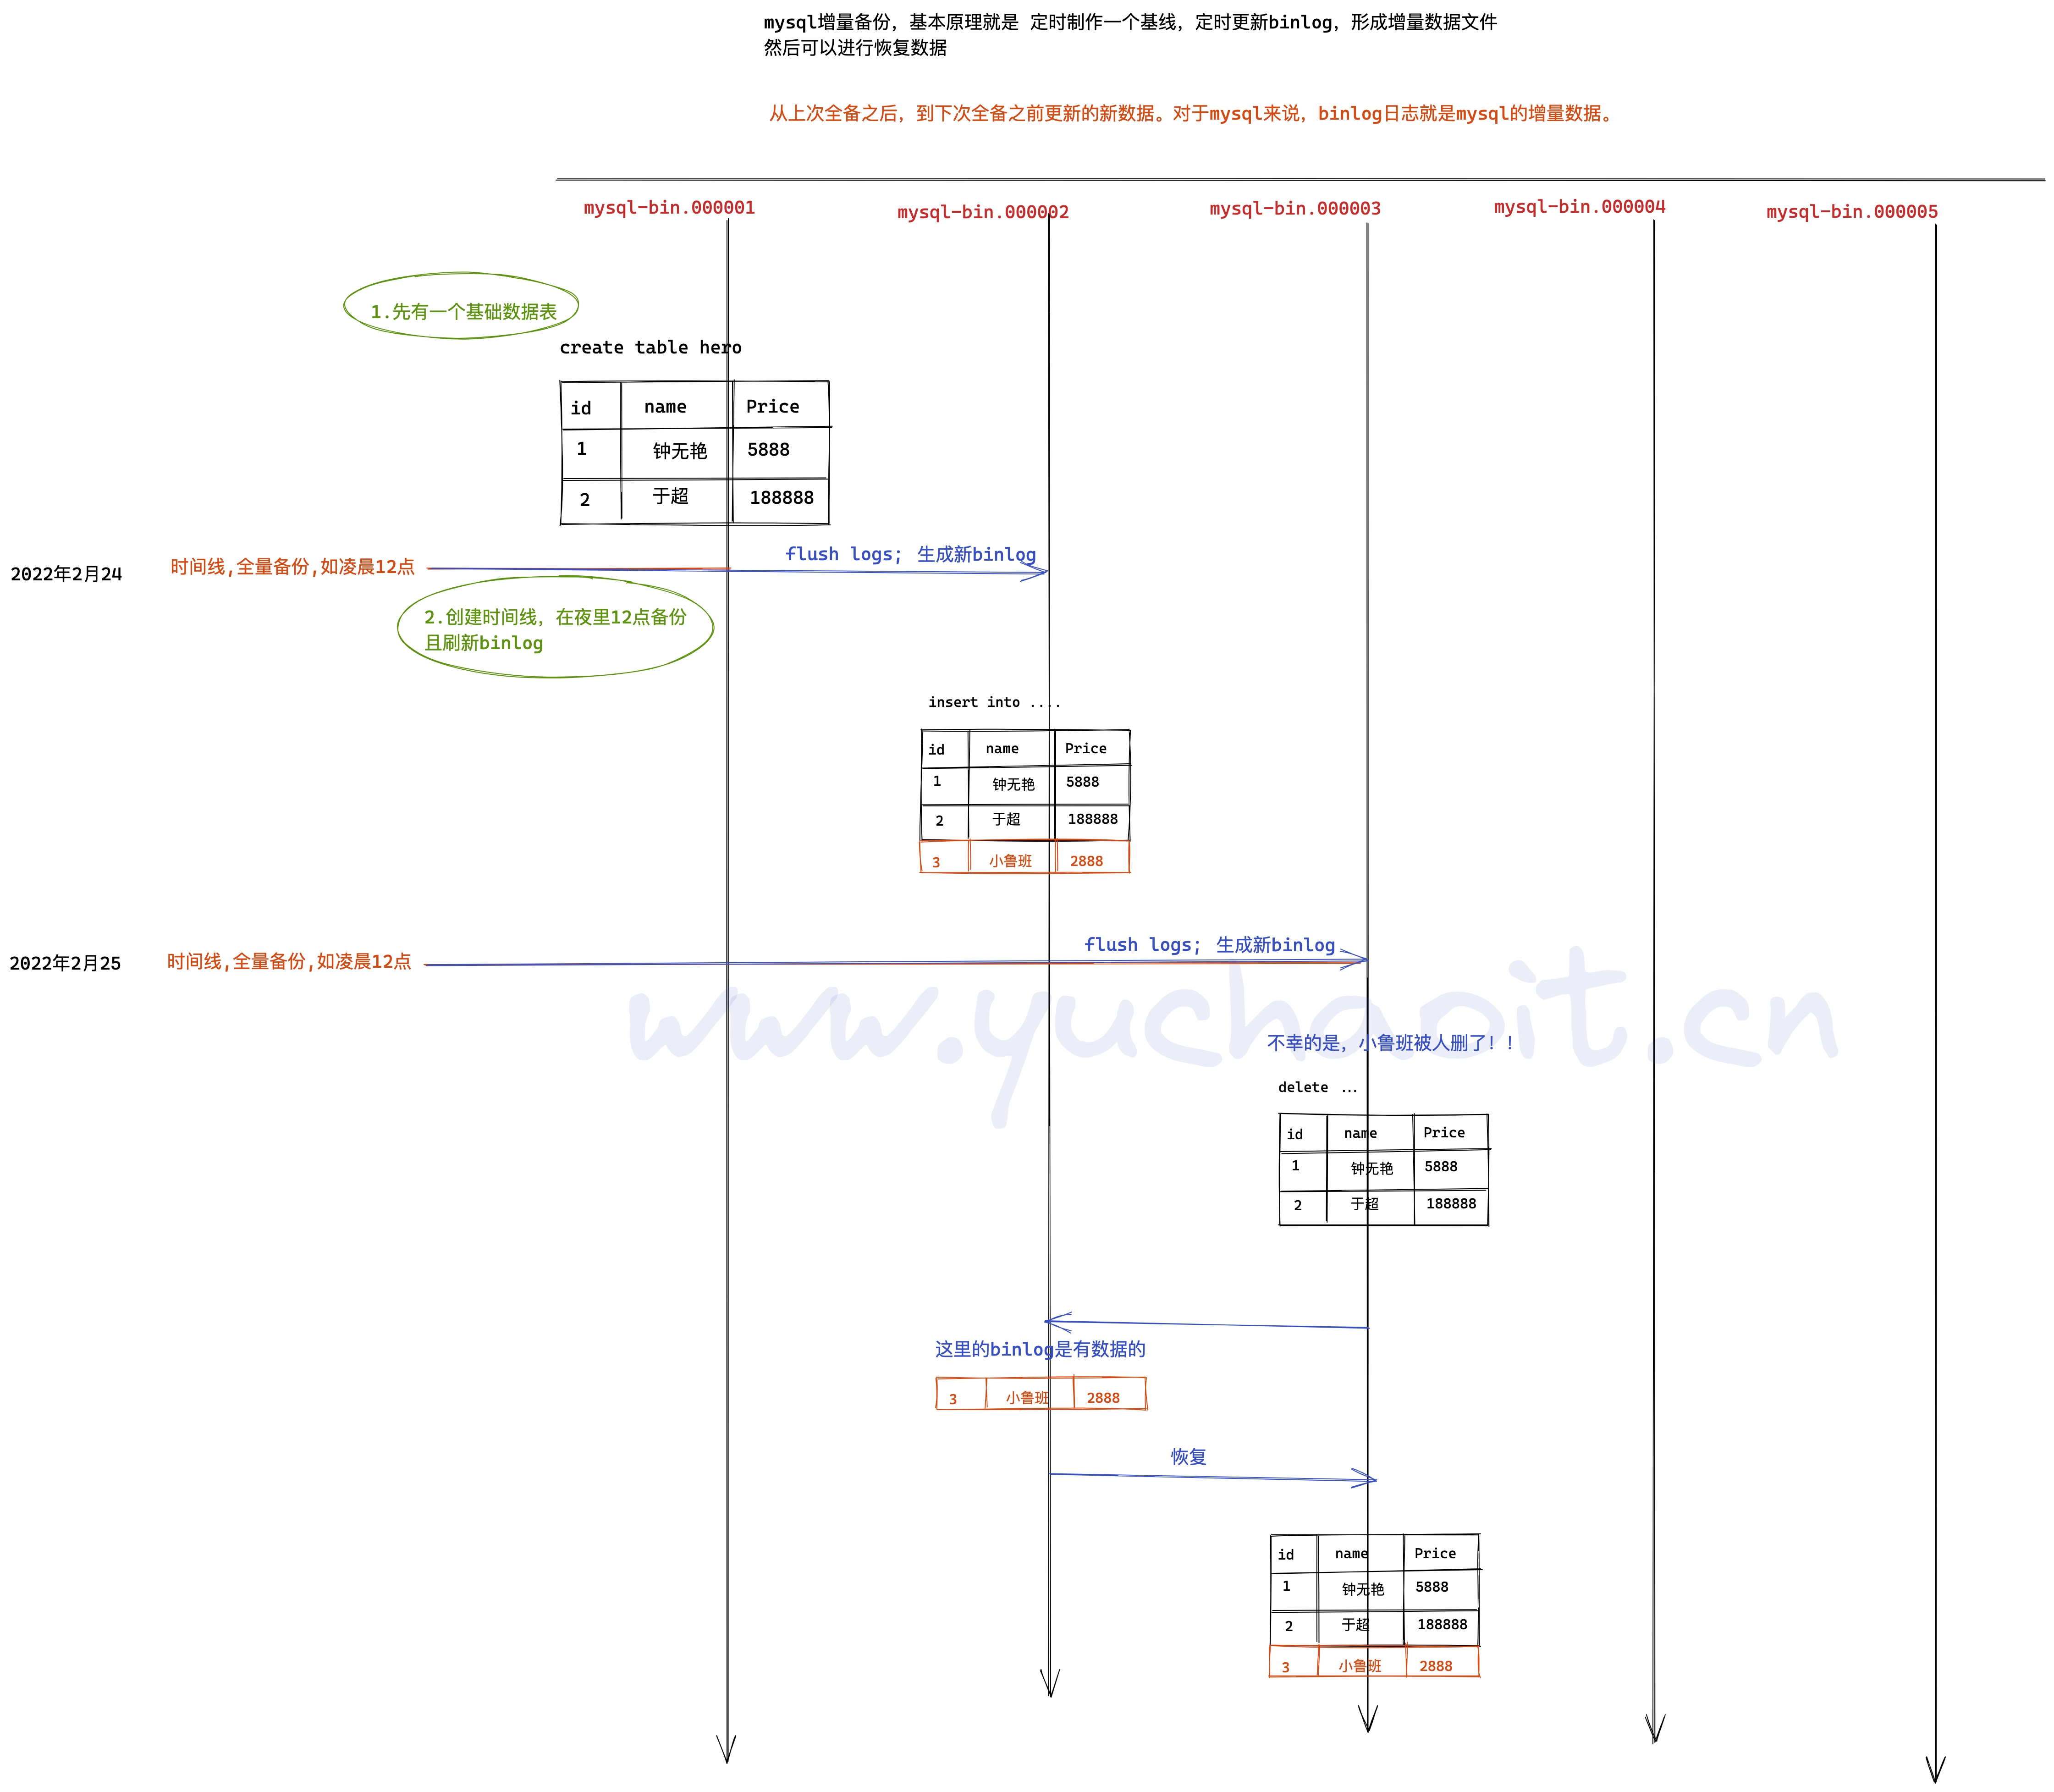 mysql增量备份，基本原理就是 定时制作一个基线，定时更新binlog，形成增量数据文件
然后可以进行恢复数据
从上次全备之后，到下次全备之前更新的新数据。对于mysql来说，binlog日志就是mysql的增量数据。
mysql-bin.000001
mysql-bin.000002
mysql-bin.000003
mysql-bin.000004
mysql-bin.000005
1.先有一个基础数据表
create table hero
id name Price
1 钟无艳 5888
2 于超 188888
flush logs; 生成新binlog
2022年2月24 时间线,全量备份,如凌晨12点
2.创建时间线，在夜里12点备份
且刷新binlog
insert into ....
id name Price
1 钟无艳 5888
2 于超 188888
3 小鲁班 2888
flush logs; 生成新binlog
2022年2月25 时间线,全量备份,如凌晨12点
www.yuchaoit.cn
不幸的是，小鲁班被人删了！！
delete ...
id name Price
1 钟无艳 5888
2 于超 188888
这里的binlog是有数据的
3 小鲁班 2888
恢复
id name Price
1 钟无艳 5888
2 于超 188888
3 小鲁班 2888